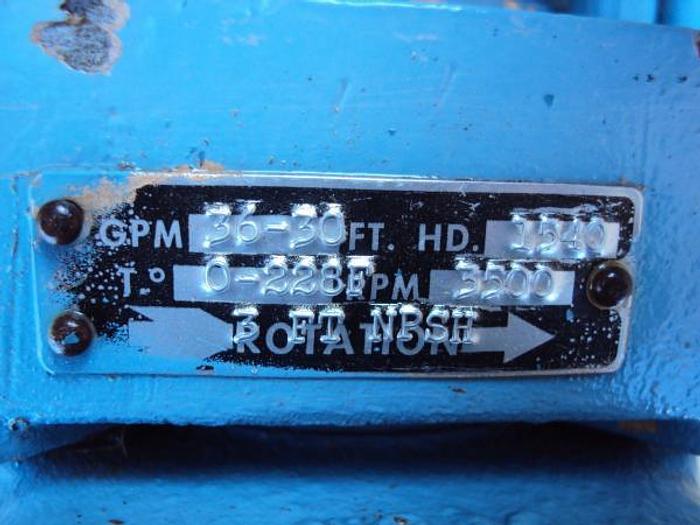 GPM 36-30 FT. HD. 1540
T.° 0-228F RPM 3500
3 FT NPSH
ROTATION